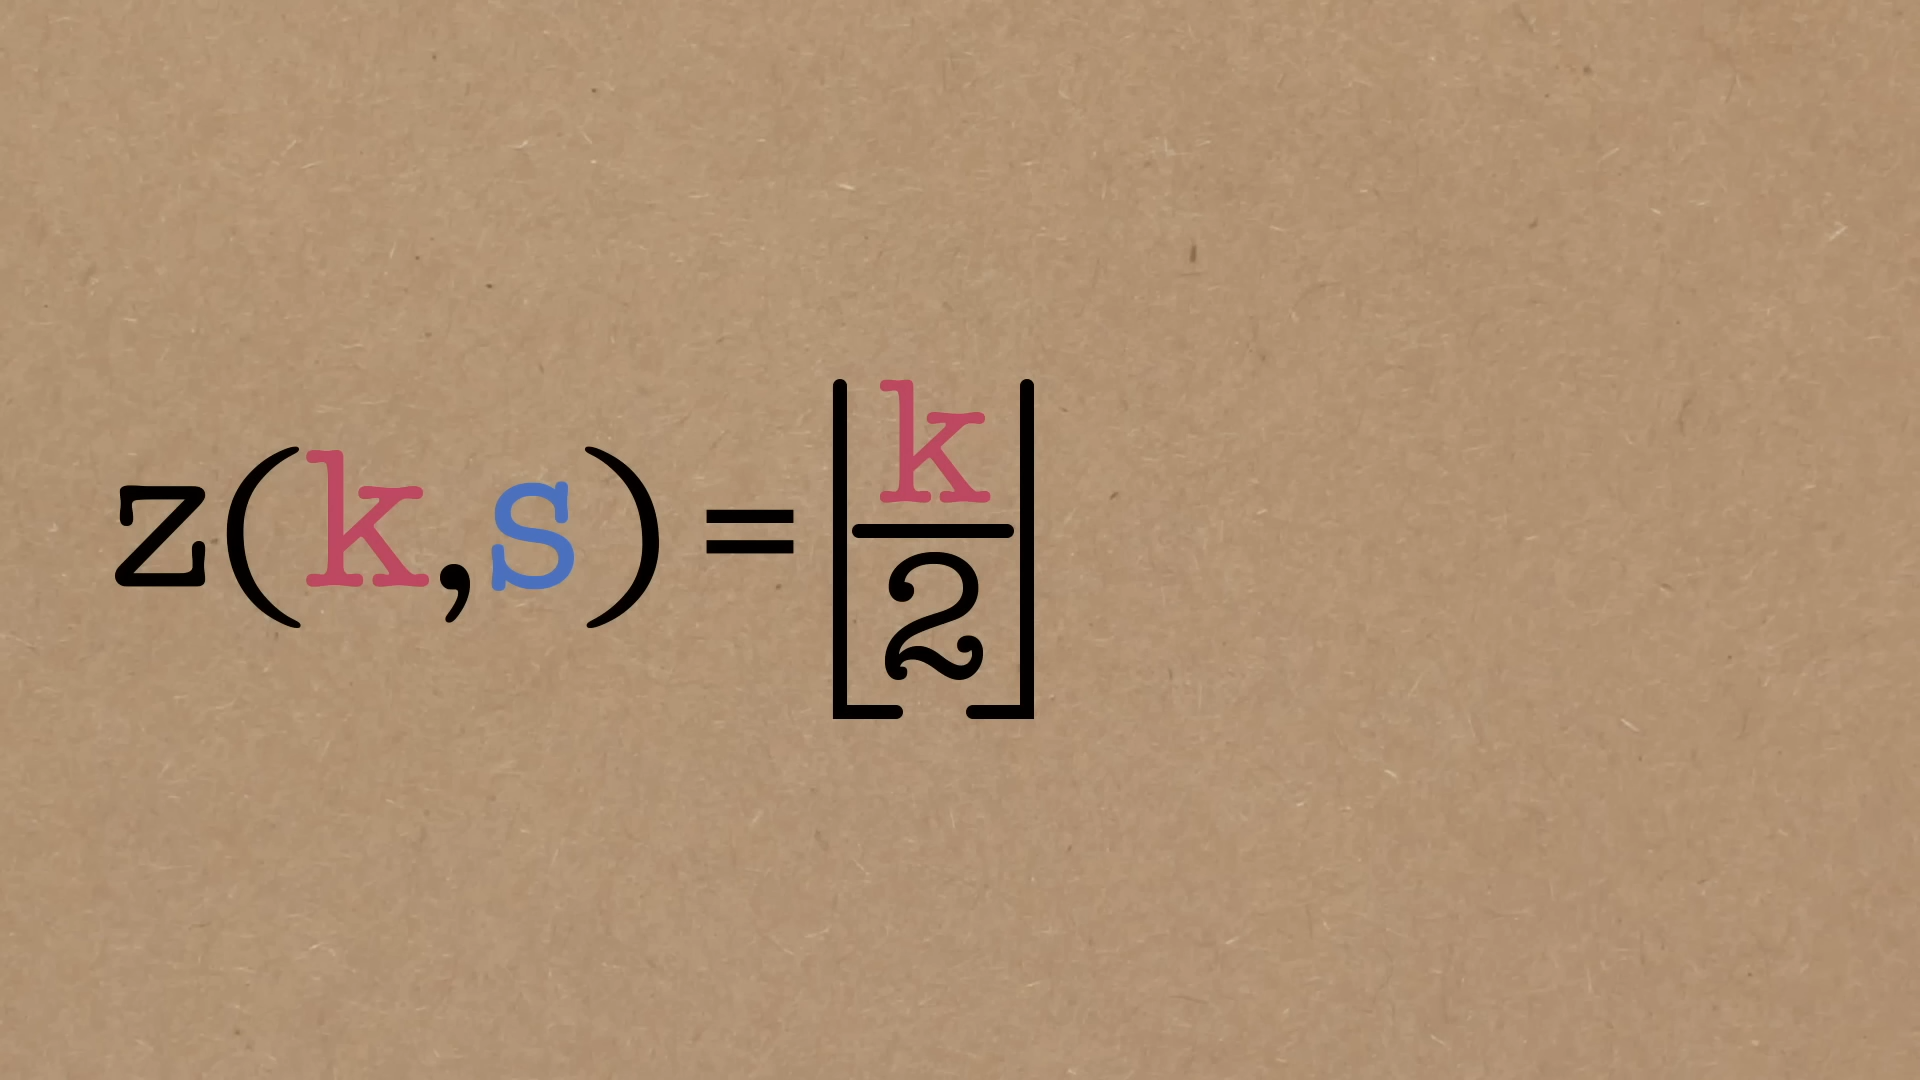 z(k,s) = ⌊k/2⌋